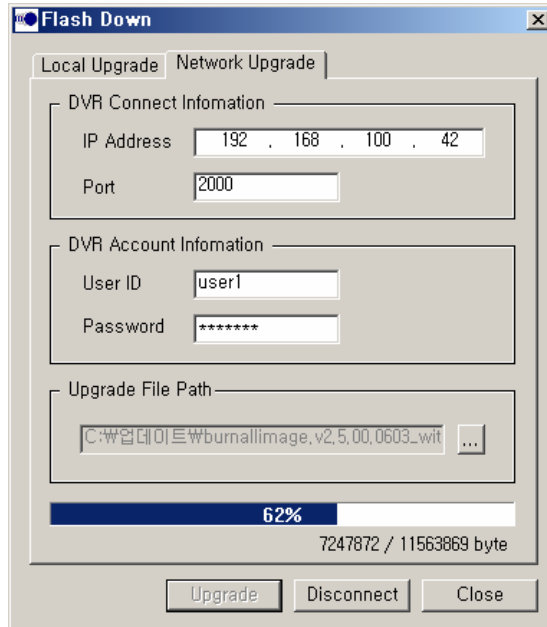 Flash Down
Local Upgrade Network Upgrade
DVR Connect Infomation
IP Address 192 . 168 . 100 . 42
Port 2000
DVR Account Infomation
User ID user1
Password *******
Upgrade File Path
C:₩업데이트₩burnallimage,v2,5,00,0603_wit ...
62%
7247872 / 11563869 byte
Upgrade Disconnect Close